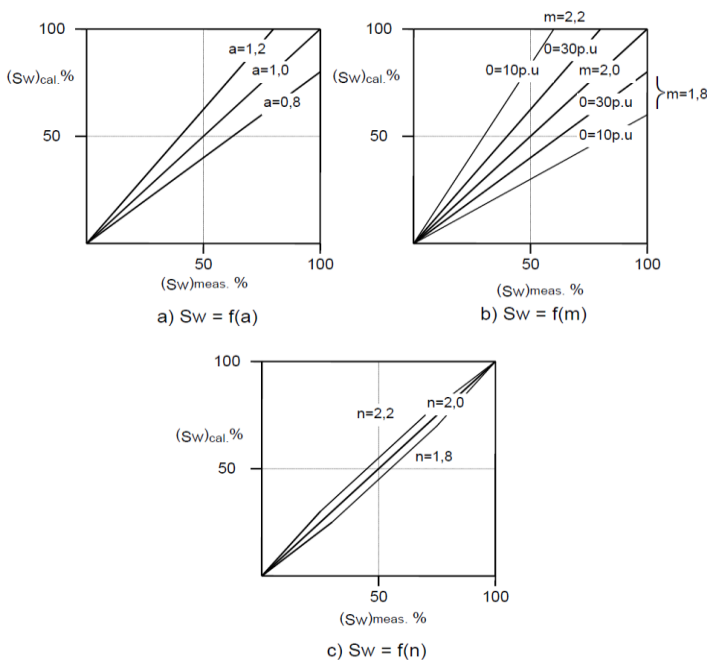 m=2,2
100
100
a=1,2
0=30p.u
(Sw)cal.%
a=1,0
(Sw)cal.%
0=10p.u
m=2,0
a=0,8
0=30p.u
m=1,8
50
50
0=10p.u
50
100
50
100
(Sw)meas. %
(Sw)meas. %
a) Sw = f(a)
b) Sw = f(m)
100
n=2,2
n=2,0
(Sw)cal.%
n=1,8
50
50
100
(Sw)meas. %
c) Sw = f(n)